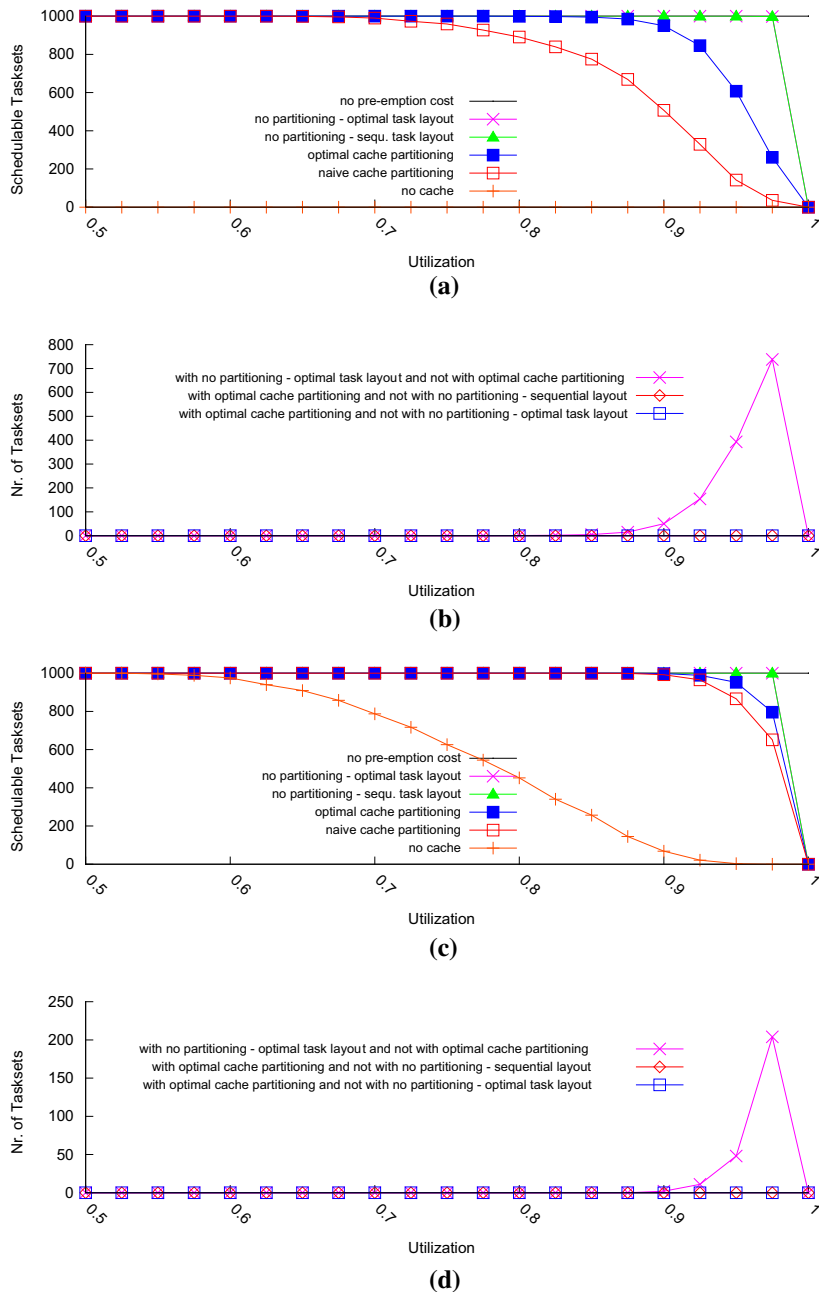 1000
800
600
400
200
0
Schedulable Tasksets
no pre-emption cost
no partitioning - optimal task layout
no partitioning - sequ. task layout
optimal cache partitioning
naive cache partitioning
no cache
0.5
0.6
0.7
0.8
0.9
1
Utilization
(a)
800
700
600
500
400
300
200
100
0
Nr. of Tasksets
with no partitioning - optimal task layout and not with optimal cache partitioning
with optimal cache partitioning and not with no partitioning - sequential layout
with optimal cache partitioning and not with no partitioning - optimal task layout
0.5
0.6
0.7
0.8
0.9
1
Utilization
(b)
1000
800
600
400
200
0
Schedulable Tasksets
no pre-emption cost
no partitioning - optimal task layout
no partitioning - sequ. task layout
optimal cache partitioning
naive cache partitioning
no cache
0.5
0.6
0.7
0.8
0.9
1
Utilization
(c)
250
200
150
100
50
0
Nr. of Tasksets
with no partitioning - optimal task layout and not with optimal cache partitioning
with optimal cache partitioning and not with no partitioning - sequential layout
with optimal cache partitioning and not with no partitioning - optimal task layout
0.5
0.6
0.7
0.8
0.9
1
Utilization
(d)